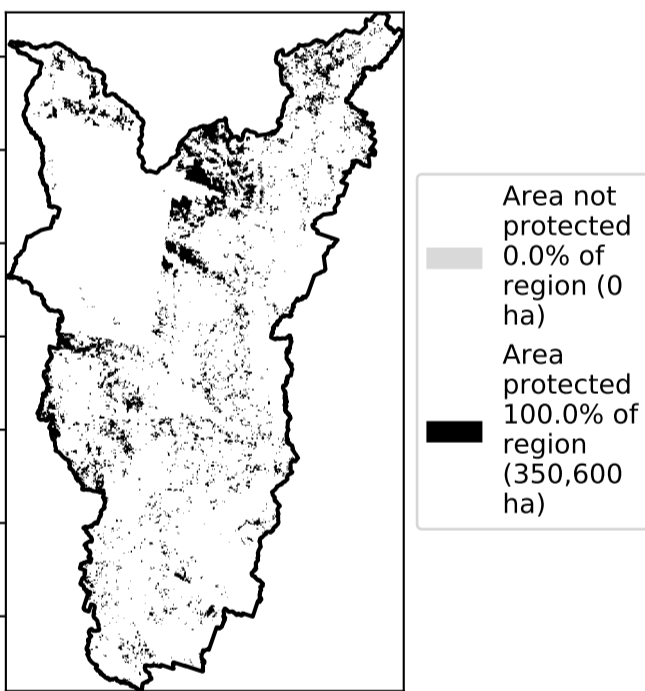 Area not
protected
0.0% of
region (0
ha)
Area
protected
100.0% of
region
(350,600
ha)